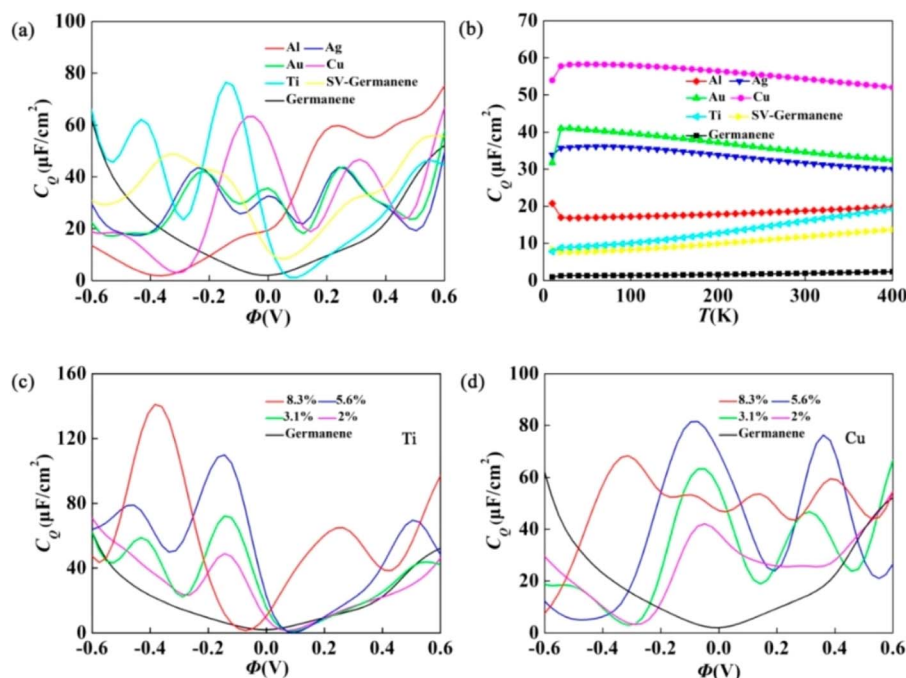 (a)
100
80
60
40
20
0
C_Q (μF/cm²)
Al Ag
Au Cu
Ti SV-Germanene
Germanene
-0.6 -0.4 -0.2 0.0 0.2 0.4 0.6
Φ(V)
(b)
70
60
50
40
30
20
10
0
C_Q (μF/cm²)
Al Ag
Au Cu
Ti SV-Germanene
Germanene
0 100 200 300 400
T(K)
(c)
160
120
80
40
0
C_Q (μF/cm²)
8.3% 5.6%
3.1% 2%
Germanene
Ti
-0.6 -0.4 -0.2 0.0 0.2 0.4 0.6
Φ(V)
(d)
100
80
60
40
20
0
C_Q (μF/cm²)
8.3% 5.6%
3.1% 2%
Germanene
Cu
-0.6 -0.4 -0.2 -0.0 0.2 0.4 0.6
Φ(V)